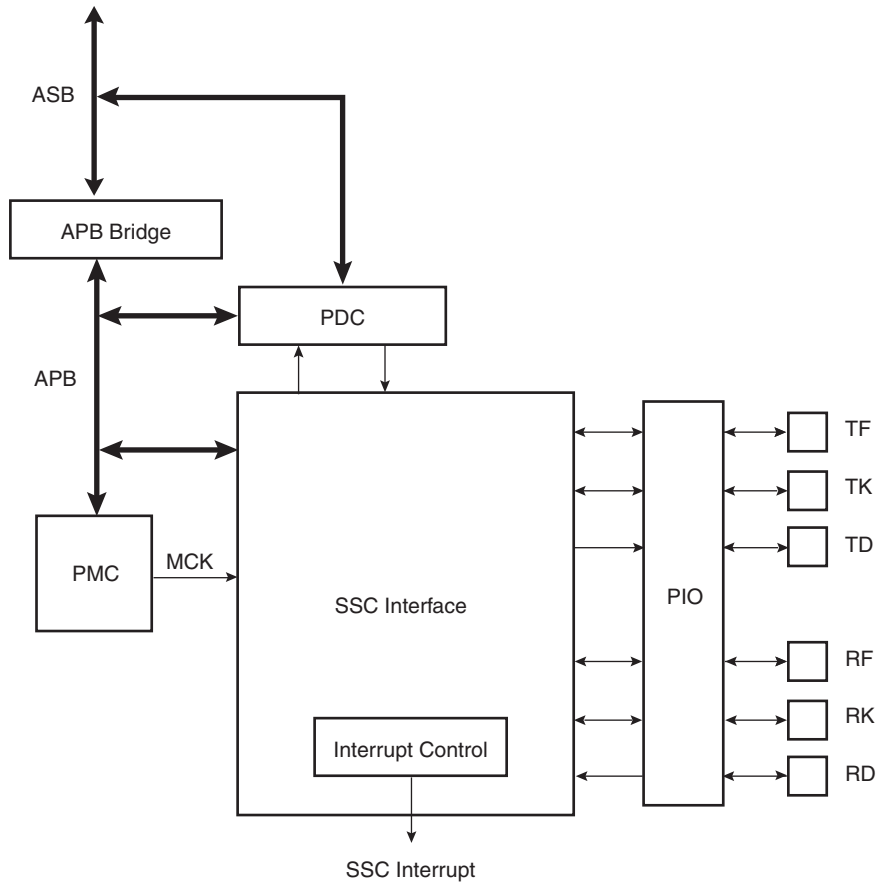 ASB
APB Bridge
PDC
APB
TF
TK
PMC
MCK
TD
SSC Interface
PIO
RF
RK
Interrupt Control
RD
SSC Interrupt